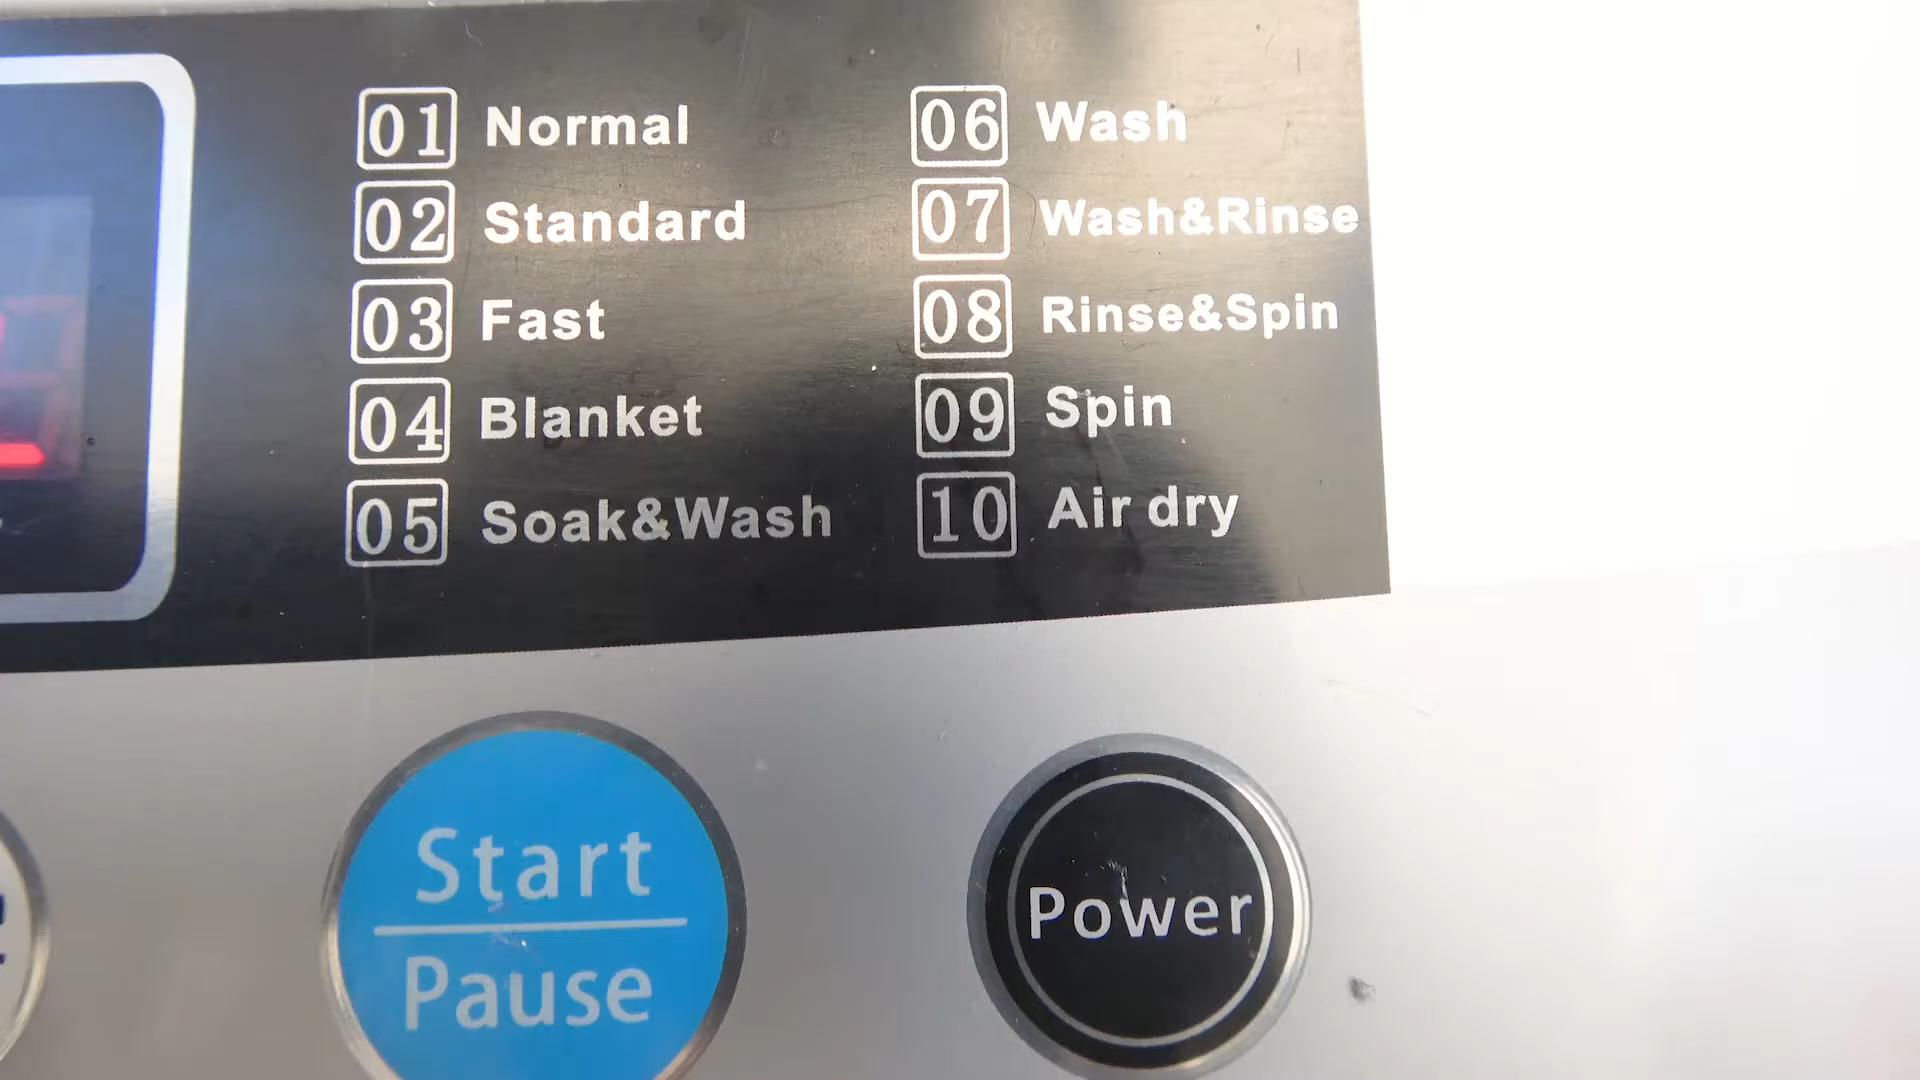 01 Normal
02 Standard
03 Fast
04 Blanket
05 Soak&Wash
06 Wash
07 Wash&Rinse
08 Rinse&Spin
09 Spin
10 Air dry
Start
Pause
Power